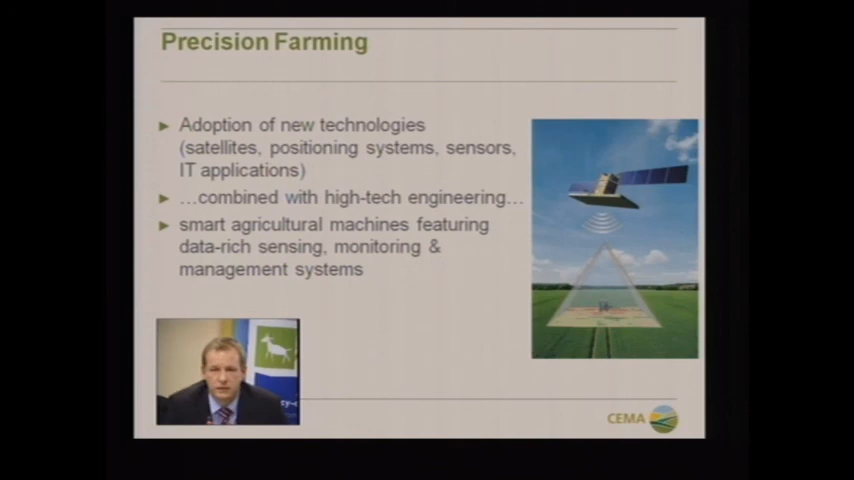 Precision Farming
► Adoption of new technologies
(satellites, positioning systems, sensors,
IT applications)
► …combined with high-tech engineering…
► smart agricultural machines featuring
data-rich sensing, monitoring &
management systems
CEMA